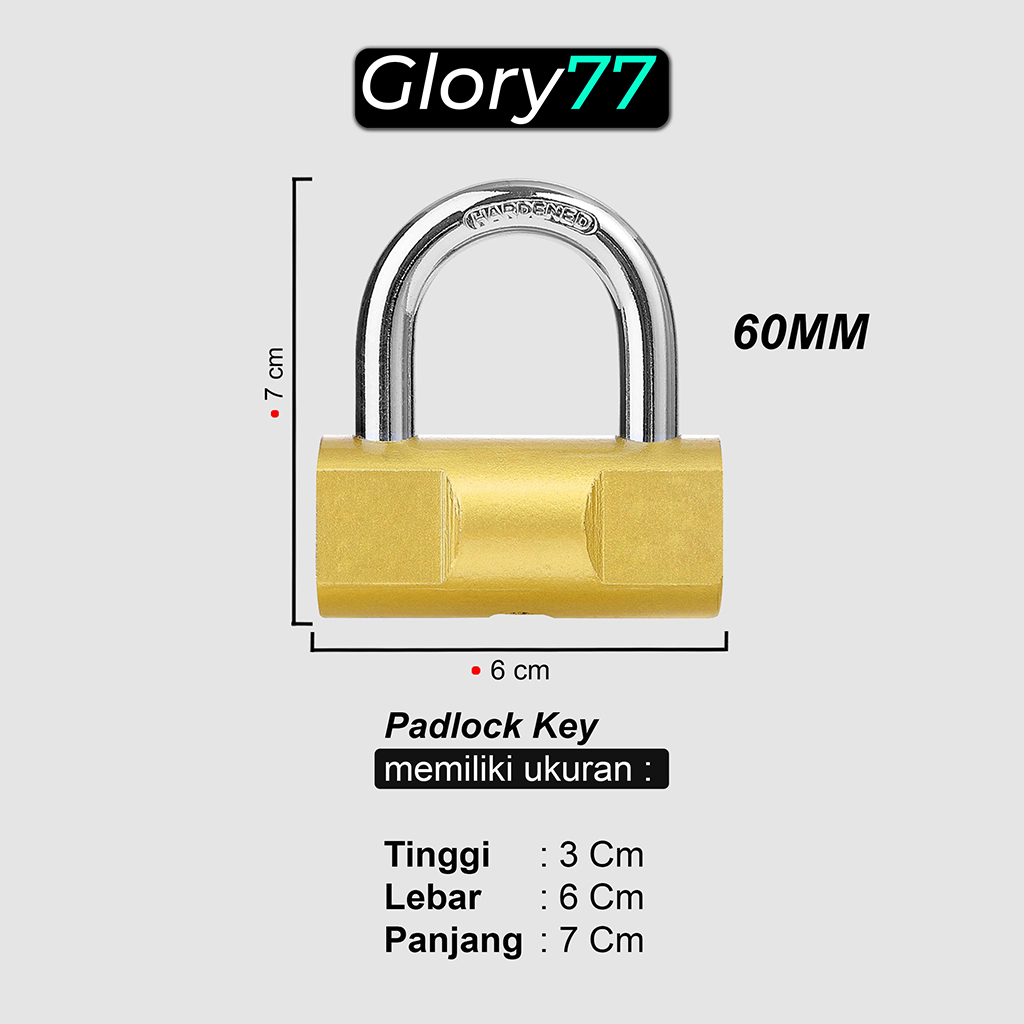 Glory77
HARDENED
60MM
• 7 cm
• 6 cm
Padlock Key
memiliki ukuran :
Tinggi : 3 Cm
Lebar : 6 Cm
Panjang : 7 Cm